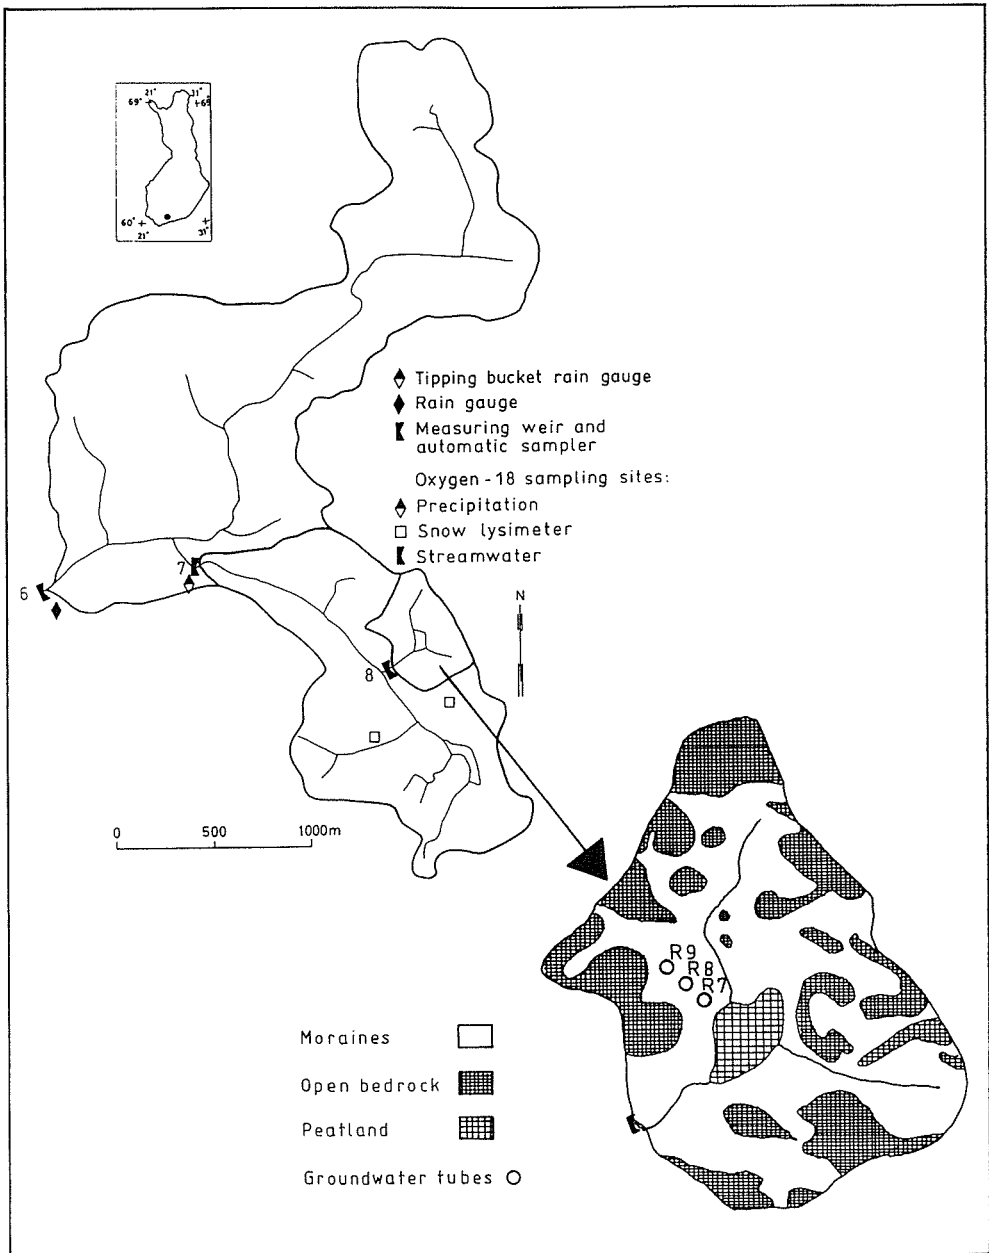 21° 31°
69° 69
60°
21° 31°
Tipping bucket rain gauge
Rain gauge
Measuring weir and
automatic sampler
Oxygen-18 sampling sites:
Precipitation
Snow lysimeter
Streamwater
7
6
N
8
0 500 1000m
R9
R8
R7
Moraines
Open bedrock
Peatland
Groundwater tubes